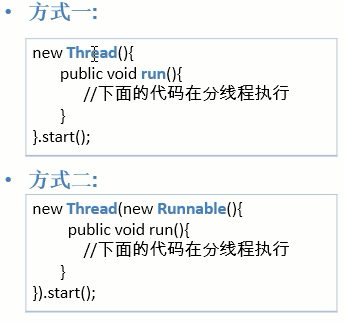 • 方式一:
new Thread(){
public void run(){
//下面的代码在分线程执行
}
}.start();
• 方式二:
new Thread(new Runnable(){
public void run(){
//下面的代码在分线程执行
}
}).start();